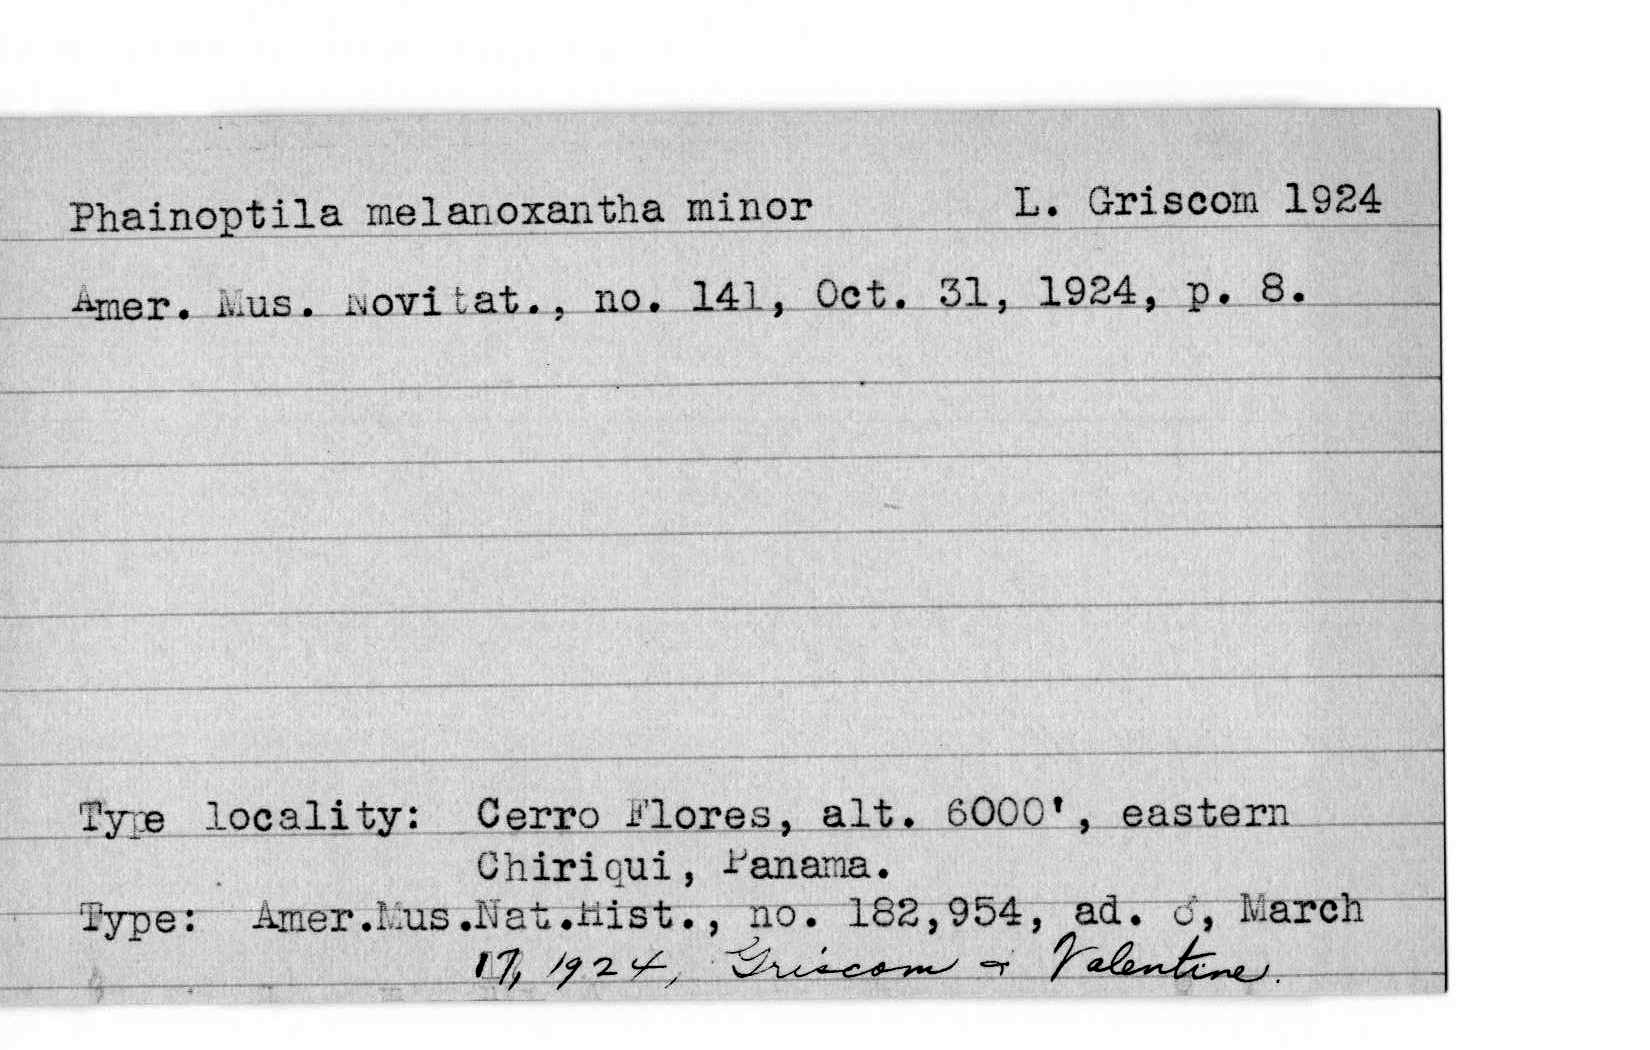 Phainoptila melanoxantha minor L. Griscom 1924
Amer. Mus. Novitat., no. 141, Oct. 31, 1924, p. 8.
Type locality: Cerro Flores, alt. 6000', eastern
Chiriqui, Panama.
Type: Amer.Mus.Nat.Hist., no. 182,954, ad. ♂, March
17, 1924, Griscom & Valentine.